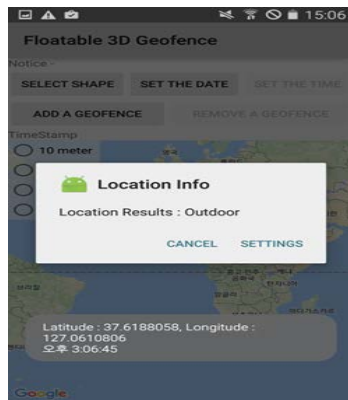 15:06
Floatable 3D Geofence
Notice -
SELECT SHAPE SET THE DATE SET THE TIME
ADD A GEOFENCE REMOVE A GEOFENCE
TimeStamp
10 meter
Location Info
Location Results : Outdoor
CANCEL SETTINGS
Latitude : 37.6188058, Longitude :
127.0610806
오후 3:06:45
Google